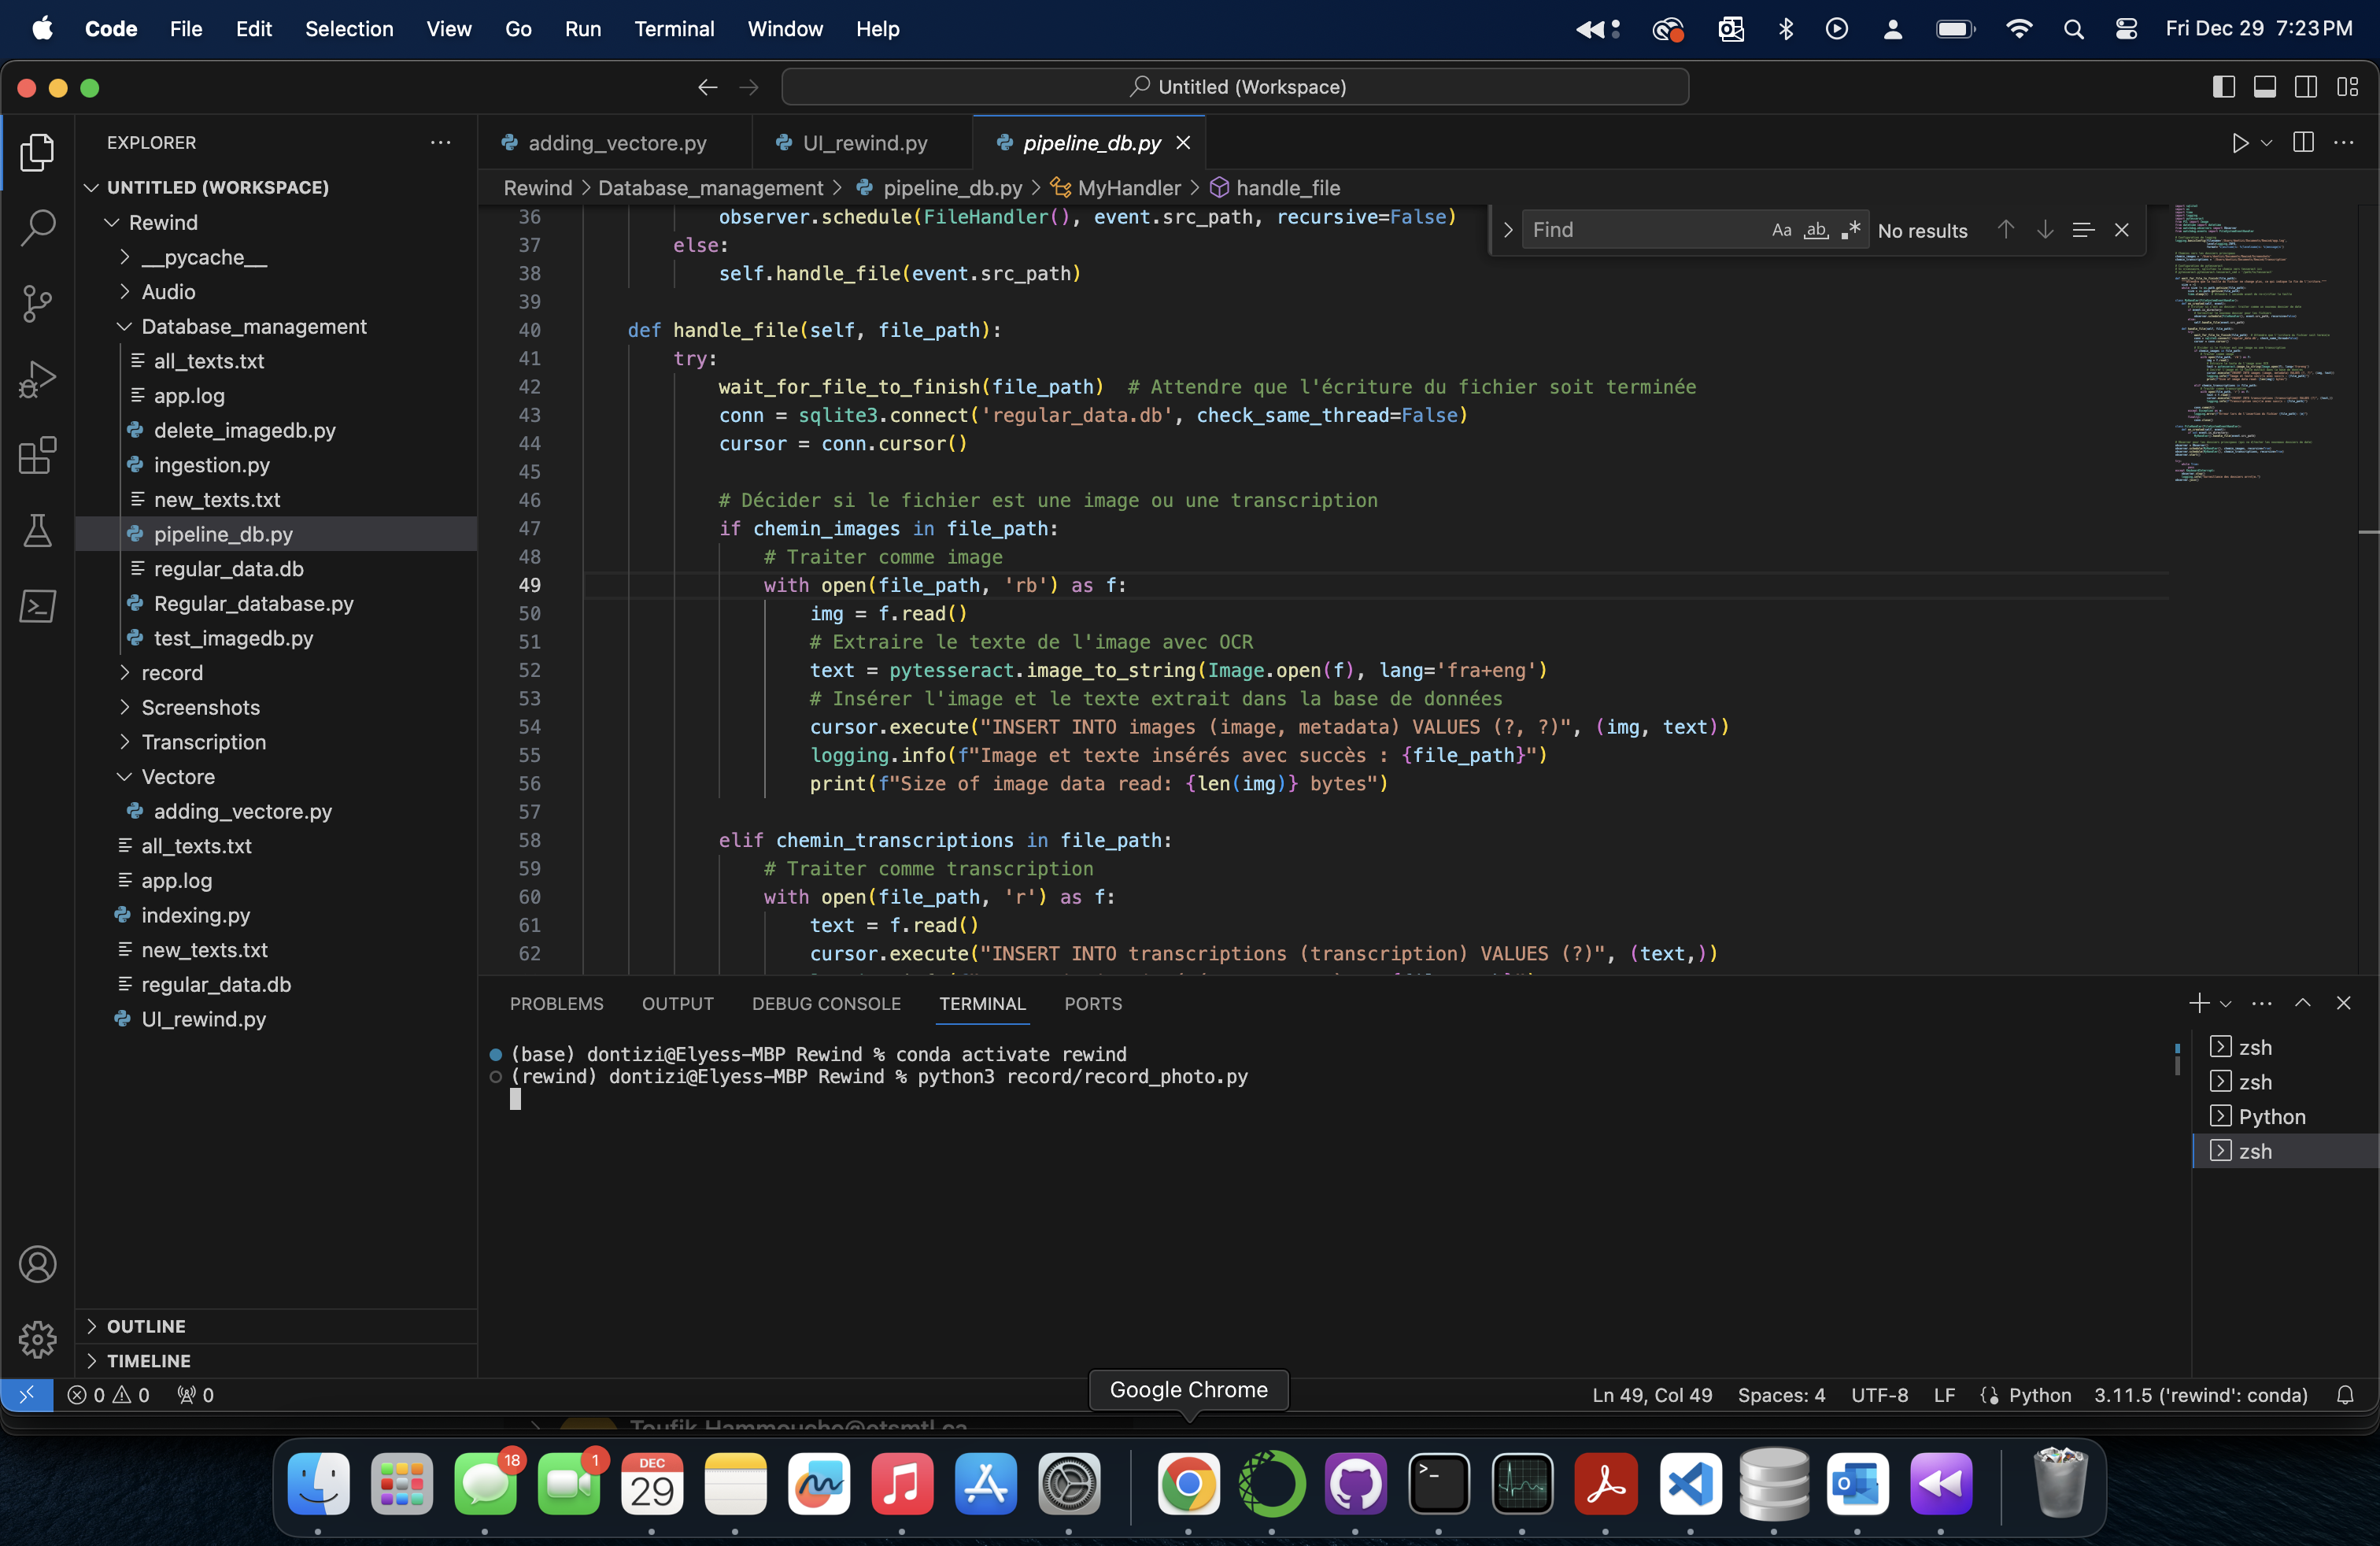 Code File Edit Selection View Go Run Terminal Window Help Fri Dec 29 7:23 PM
Untitled (Workspace)
EXPLORER
UNTITLED (WORKSPACE)
Rewind
__pycache__
Audio
Database_management
all_texts.txt
app.log
delete_imagedb.py
ingestion.py
new_texts.txt
pipeline_db.py
regular_data.db
Regular_database.py
test_imagedb.py
record
Screenshots
Transcription
Vectore
adding_vectore.py
all_texts.txt
app.log
indexing.py
new_texts.txt
regular_data.db
UI_rewind.py
OUTLINE
TIMELINE
adding_vectore.py UI_rewind.py pipeline_db.py
Rewind > Database_management > pipeline_db.py > MyHandler > handle_file
Find Aa ab No results
36 observer.schedule(FileHandler(), event.src_path, recursive=False)
37 else:
38 self.handle_file(event.src_path)
39
40 def handle_file(self, file_path):
41 try:
42 wait_for_file_to_finish(file_path) # Attendre que l'écriture du fichier soit terminée
43 conn = sqlite3.connect('regular_data.db', check_same_thread=False)
44 cursor = conn.cursor()
45
46 # Décider si le fichier est une image ou une transcription
47 if chemin_images in file_path:
48 # Traiter comme image
49 with open(file_path, 'rb') as f:
50 img = f.read()
51 # Extraire le texte de l'image avec OCR
52 text = pytesseract.image_to_string(Image.open(f), lang='fra+eng')
53 # Insérer l'image et le texte extrait dans la base de données
54 cursor.execute("INSERT INTO images (image, metadata) VALUES (?, ?)", (img, text))
55 logging.info(f"Image et texte insérés avec succès : {file_path}")
56 print(f"Size of image data read: {len(img)} bytes")
57
58 elif chemin_transcriptions in file_path:
59 # Traiter comme transcription
60 with open(file_path, 'r') as f:
61 text = f.read()
62 cursor.execute("INSERT INTO transcriptions (transcription) VALUES (?)", (text,))
PROBLEMS OUTPUT DEBUG CONSOLE TERMINAL PORTS
(base) dontizi@Elyess-MBP Rewind % conda activate rewind
(rewind) dontizi@Elyess-MBP Rewind % python3 record/record_photo.py
zsh
zsh
Python
zsh
0 0 0 Ln 49, Col 49 Spaces: 4 UTF-8 LF Python 3.11.5 ('rewind': conda)
Google Chrome
Toufik.Hammouche@etsmtl.ca
18
1
DEC
29